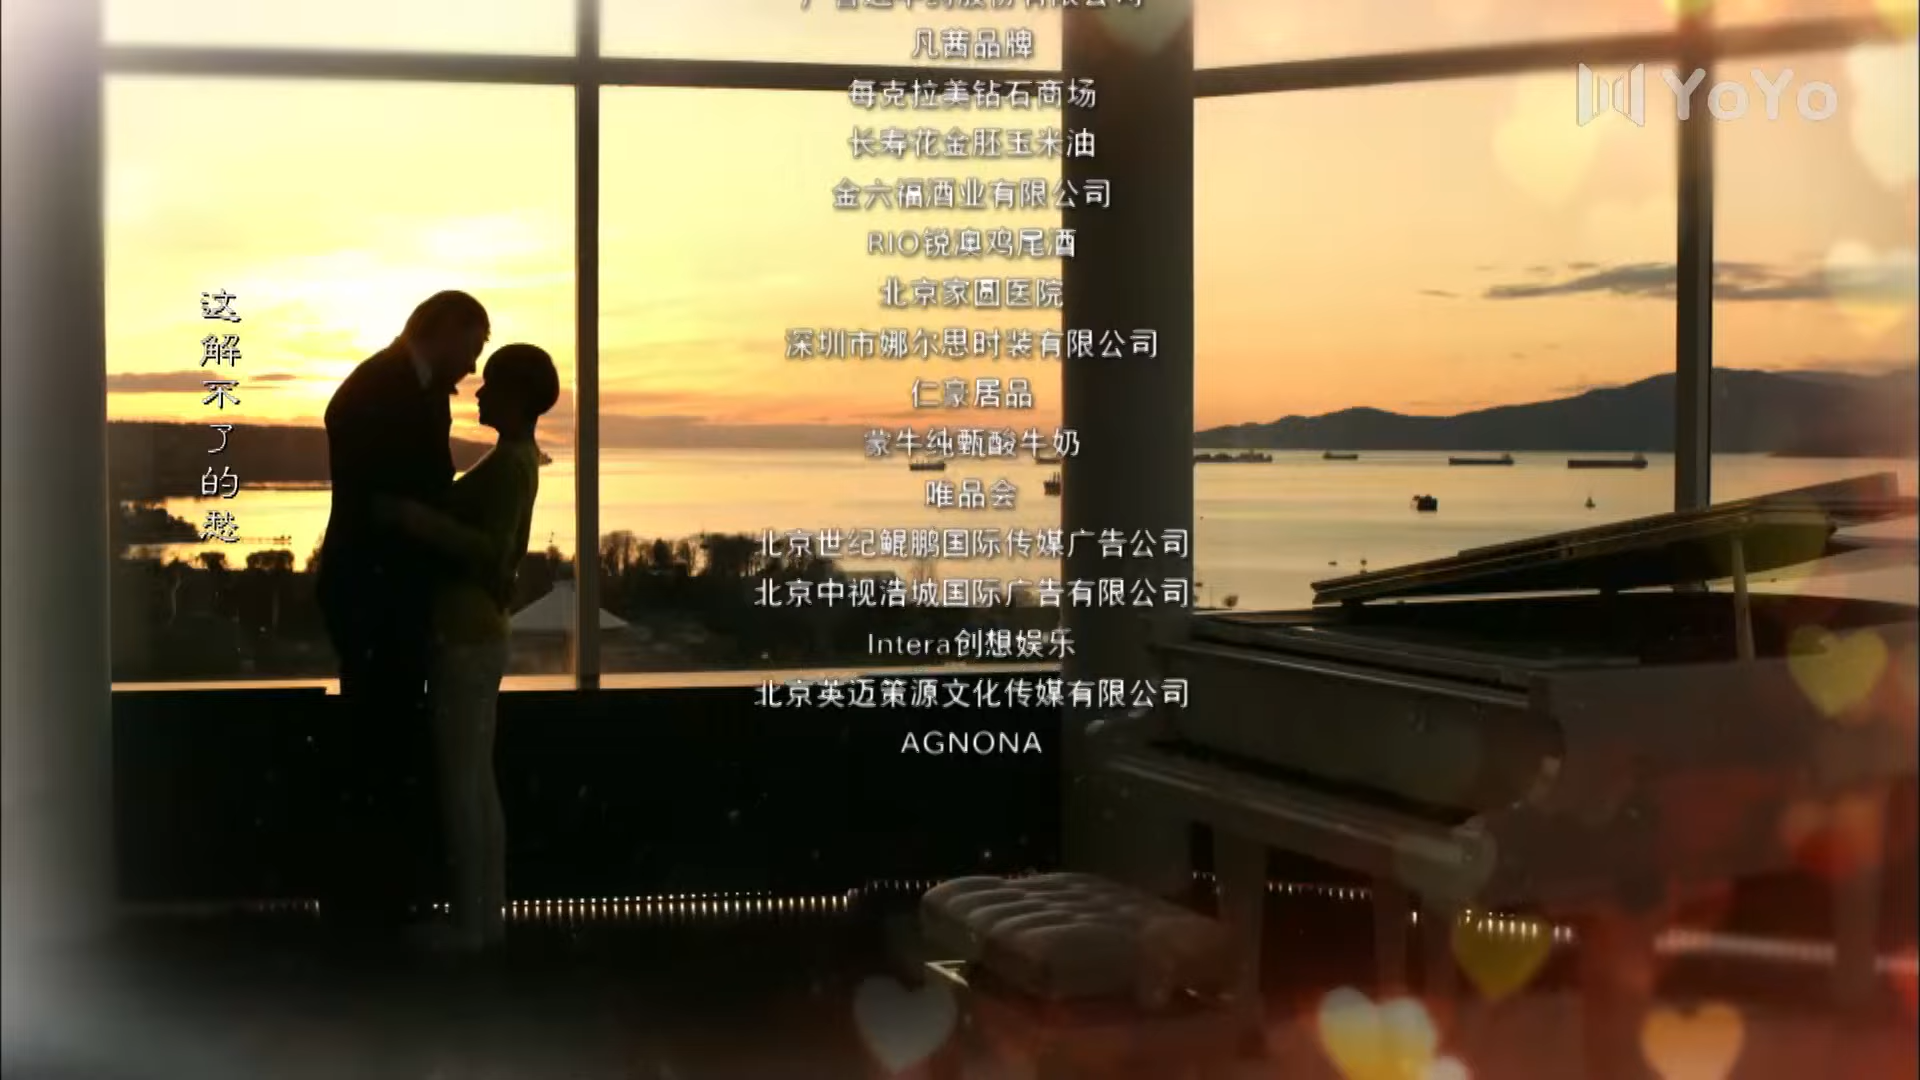 凡茜品牌
YoYo
每克拉美钻石商场
长寿花金胚玉米油
金六福酒业有限公司
RIO锐澳鸡尾酒
北京家圆医院
深圳市娜尔思时装有限公司
仁豪居品
蒙牛纯甄酸牛奶
唯品会
北京世纪鲲鹏国际传媒广告公司
北京中视浩城国际广告有限公司
Intera创想娱乐
北京英迈策源文化传媒有限公司
AGNONA
这解不了的愁